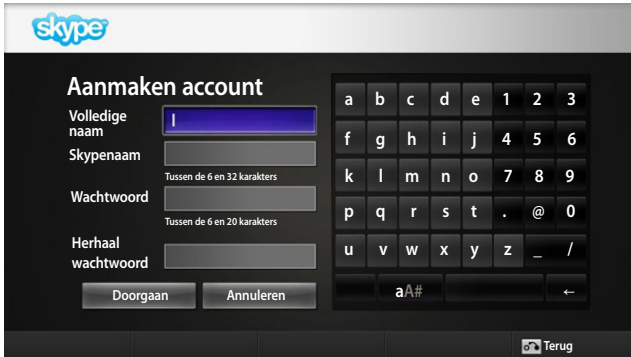 skype
Aanmaken account
Volledige
naam
Skypenaam
Tussen de 6 en 32 karakters
Wachtwoord
Tussen de 6 en 20 karakters
Herhaal
wachtwoord
Doorgaan Annuleren
a b c d e 1 2 3
f g h i j 4 5 6
k l m n o 7 8 9
p q r s t . @ 0
u v w x y z _ /
aA# ←
Terug